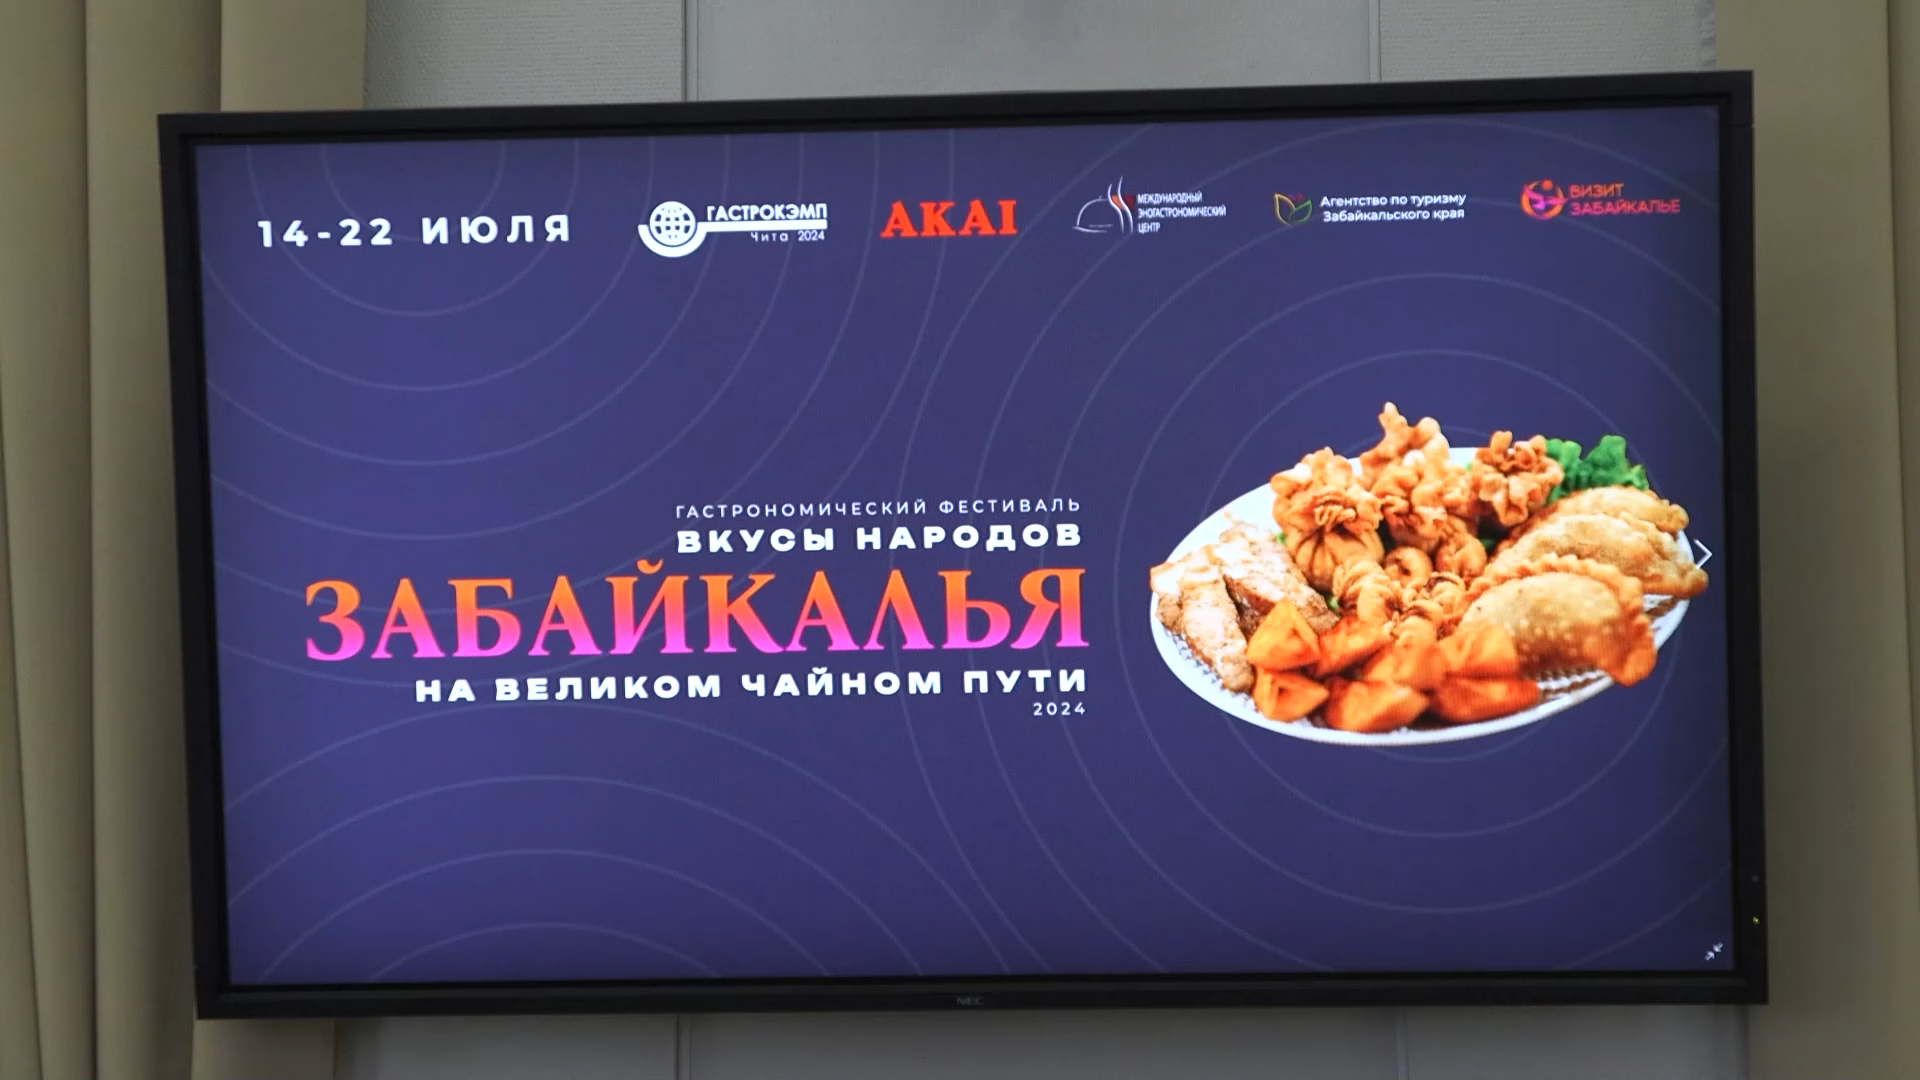 14-22 ИЮЛЯ
ГАСТРОКЭМП
Чита 2024
AKAI
МЕЖДУНАРОДНЫЙ
ЭНОГАСТРОНОМИЧЕСКИЙ
ЦЕНТР
Агентство по туризму
Забайкальского края
ВИЗИТ
ЗАБАЙКАЛЬЕ
ГАСТРОНОМИЧЕСКИЙ ФЕСТИВАЛЬ
ВКУСЫ НАРОДОВ
ЗАБАЙКАЛЬЯ
НА ВЕЛИКОМ ЧАЙНОМ ПУТИ
2024
NEC